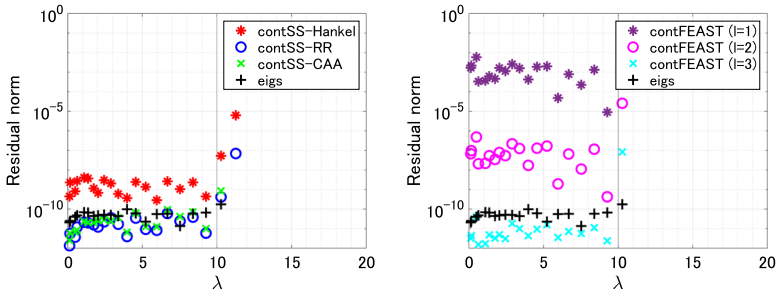 10^0
contSS-Hankel
contSS-RR
contSS-CAA
eigs
10^-5
10^-10
Residual norm
0
5
10
15
20
λ
10^0
contFEAST (l=1)
contFEAST (l=2)
contFEAST (l=3)
eigs
10^-5
10^-10
Residual norm
0
5
10
15
20
λ